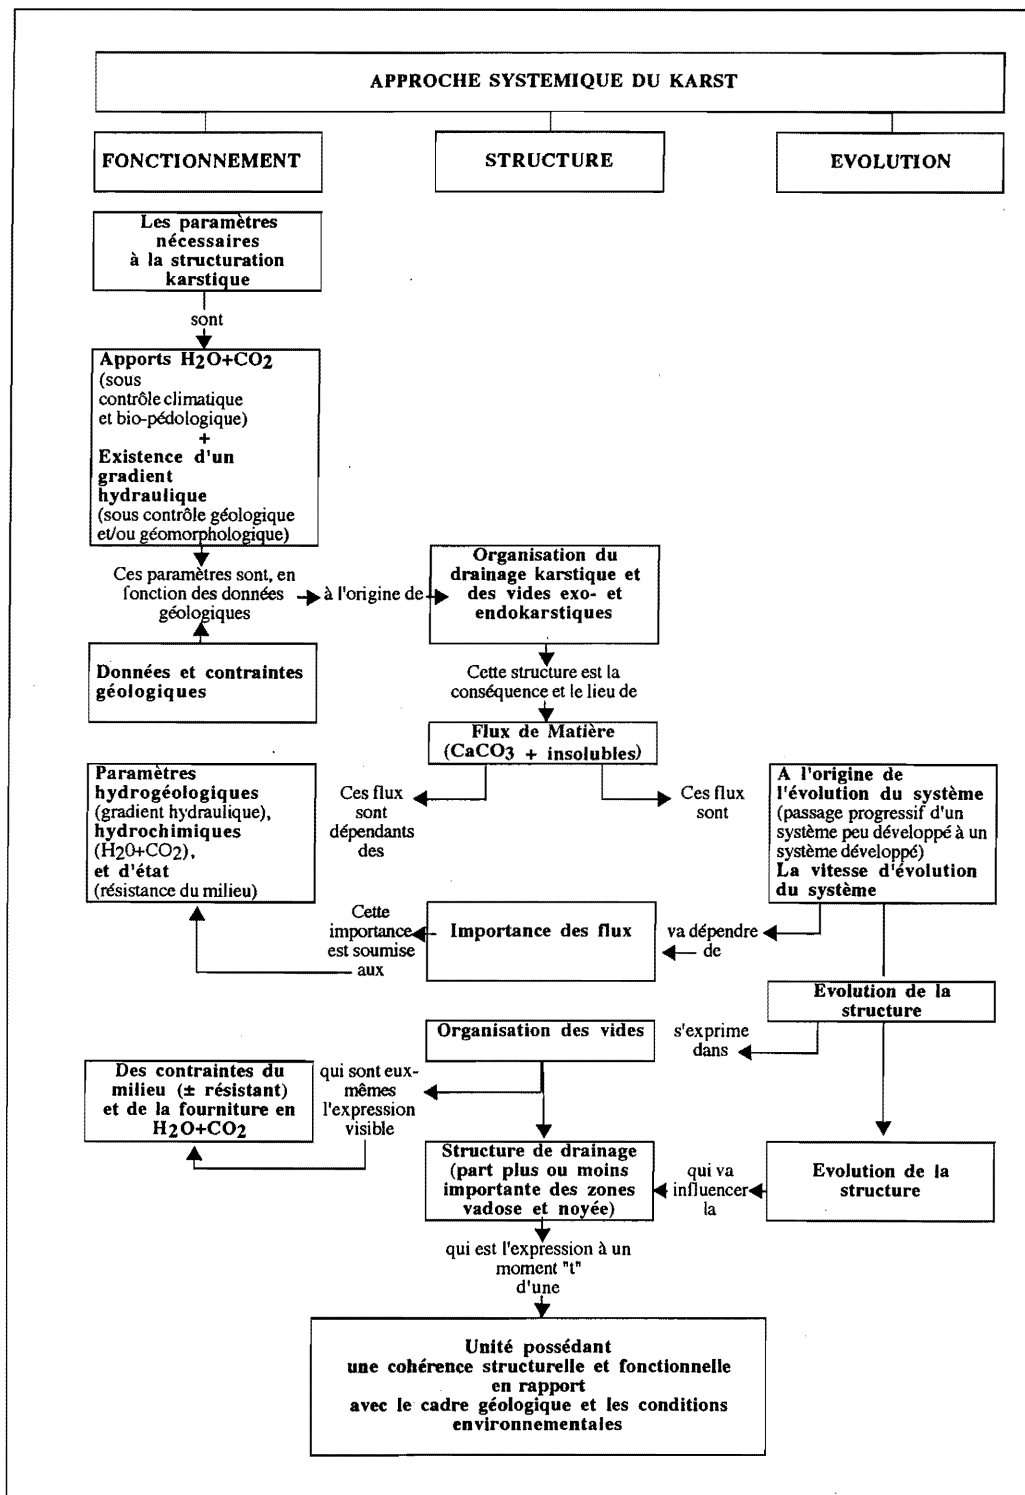 APPROCHE SYSTEMIQUE DU KARST
FONCTIONNEMENT
STRUCTURE
EVOLUTION
Les paramètres
nécessaires
à la structuration
karstique
sont
Apports H2O+CO2
(sous
contrôle climatique
et bio-pédologique)
+
Existence d'un
gradient
hydraulique
(sous contrôle géologique
et/ou géomorphologique)
Ces paramètres sont, en
fonction des données
géologiques
à l'origine de
Organisation du
drainage karstique et
des vides exo- et
endokarstiques
Données et contraintes
géologiques
Cette structure est la
conséquence et le lieu de
Flux de Matière
(CaCO3 + insolubles)
Paramètres
hydrogéologiques
(gradient hydraulique),
hydrochimiques
(H20+CO2),
et d'état
(résistance du milieu)
Ces flux
sont
dépendants
des
Ces flux
sont
A l'origine de
l'évolution du système
(passage progressif d'un
système peu développé à un
système développé)
La vitesse d'évolution
du système
Cette
importance
est soumise
aux
Importance des flux
va dépendre
de
Evolution de la
structure
Organisation des vides
s'exprime
dans
Des contraintes du
milieu (± résistant)
et de la fourniture en
H2O+CO2
qui sont eux-
mêmes
l'expression
visible
Structure de drainage
(part plus ou moins
importante des zones
vadose et noyée)
qui va
influencer
la
Evolution de la
structure
qui est l'expression à un
moment "t"
d'une
Unité possédant
une cohérence structurelle et fonctionnelle
en rapport
avec le cadre géologique et les conditions
environnementales